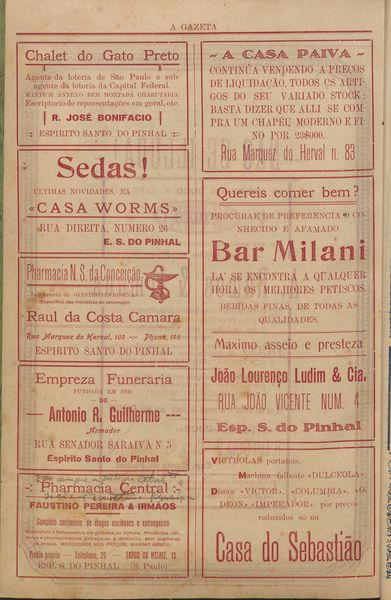 A GAZETA
Chalet do Gato Preto
Agente da loteria de São Paulo e sub-
agente da loteria da Capital Federal.
MANTÉM ANNEXO BEM MONTADA CHARUTARIA.
Escriptorio de representações em geral, etc.
R. JOSÉ BONIFACIO
ESPIRITO SANTO DO PINHAL
Sedas!
ULTIMAS NOVIDADES, NA
«CASA WORMS»
RUA DIREITA, NUMERO 26
E. S. DO PINHAL
Pharmacia N. S. da Conceição
Raul da Costa Camara
Rua Marquez do Herval, 109 -:- Phone, 195
ESPIRITO SANTO DO PINHAL
Empreza Funeraria
FUNDADA EM 1900
— DE —
Antonio R. Guilherme
Armador
RUA SENADOR SARAIVA N. 5
Espirito Santo do Pinhal
Pharmacia Central
FAUSTINO PEREIRA & IRMÃOS
Completo sortimento de drogas nacionaes e extrangeiras
Predio proprio — Telephone, 20 — LARGO DA MATRIZ, 15
ESP. S. DO PINHAL (S. Paulo)
– A CASA PAIVA –
CONTINÚA VENDENDO A PREÇOS
DE LIQUIDAÇÃO, TODOS OS ARTI-
GOS DO SEU VARIADO STOCK:
BASTA DIZER QUE ALLI SE COM-
PRA UM CHAPÉU MODERNO E FI-
NO POR 23$000.
Rua Marquez do Herval n. 83
Quereis comer bem?
PROCURAE DE PREFERENCIA O CO-
NHECIDO E AFAMADO
Bar Milani
LA' SE ENCONTRA A QUALQUER
HORA OS MELHORES PETISCOS.
BEBIDAS FINAS, DE TODAS AS
QUALIDADES.
Maximo asseio e presteza
João Lourenço Ludim & Cia.
RUA JOÃO VICENTE NUM. 4
Esp. S. do Pinhal
VICTROLAS portateis.
Machina fallante «DULCEOLA».
Discos «VICTOR», «COLUMBIA», «O-
DEON» «IMPERADOR», por preços
reduzidos só na
Casa do Sebastião